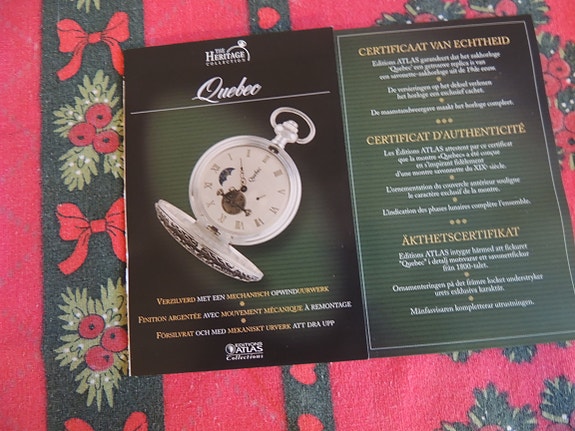 THE
HERITAGE
COLLECTION
Quebec
VERZILVERD MET EEN MECHANISCH OPWINDUURWERK
FINITION ARGENTÉE AVEC MOUVEMENT MÉCANIQUE À REMONTAGE
FÖRSILVRAT OCH MED MEKANISKT URVERK ATT DRA UPP
EDITIONS
ATLAS
Collections
CERTIFICAAT VAN ECHTHEID
Editions ATLAS garandeert dat het zakhorloge
"Quebec" een getrouwe replica is van
een savonette-zakhorloge uit de 19de eeuw.
De versieringen op het deksel verlenen
het horloge een exclusief cachet.
De maanstandweergave maakt het horloge compleet.
CERTIFICAT D'AUTHENTICITÉ
Les Éditions ATLAS attestent par ce certificat
que la montre «Quebec» a été conçue
en s'inspirant fidèlement
d'une montre savonnette du XIXe siècle.
L'ornementation du couvercle antérieur souligne
le caractère exclusif de la montre.
L'indication des phases lunaires complète l'ensemble.
ÄKTHETSCERTIFIKAT
Editions ATLAS intygar härmed att fickuret
"Quebec" i detalj motsvarar ett savonettfickur
från 1800-talet.
Ornamenteringen på det främre locket understryker
urets exklusiva karaktär.
Månfasvisaren kompletterar utrustningen.